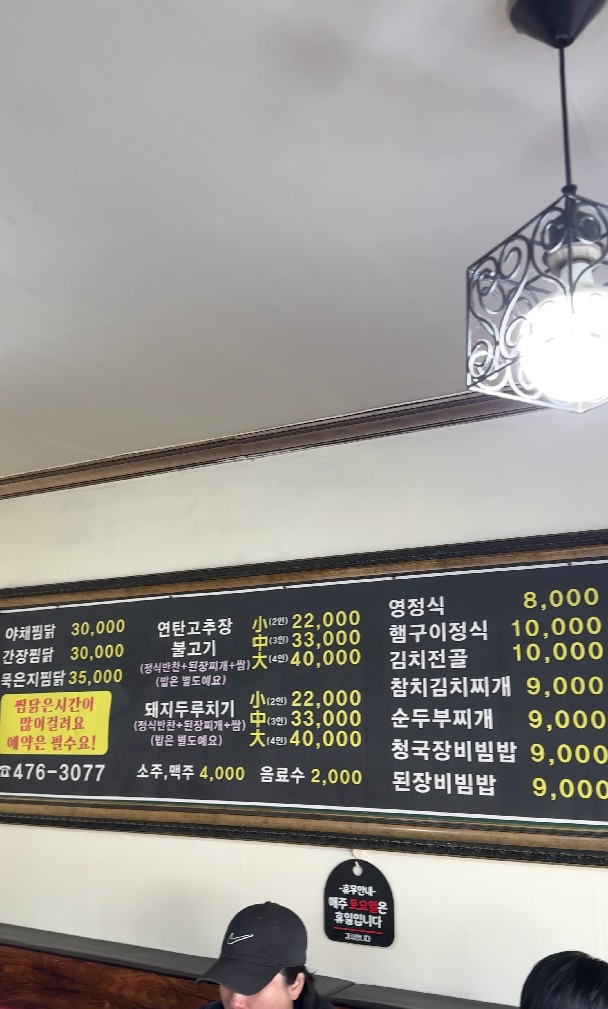 야채찜닭 30,000
간장찜닭 30,000
묵은지찜닭 35,000
찜닭은시간이
많이걸려요
예약은 필수요!
☎476-3077
연탄고추장
불고기
(정식반찬+된장찌개+쌈)
(밥은 별도예요)
小(2인) 22,000
中(3인) 33,000
大(4인) 40,000
돼지두루치기
(정식반찬+된장찌개+쌈)
(밥은 별도예요)
小(2인) 22,000
中(3인) 33,000
大(4인) 40,000
소주,맥주 4,000 음료수 2,000
영정식 8,000
햄구이정식 10,000
김치전골 10,000
참치김치찌개 9,000
순두부찌개 9,000
청국장비빔밥 9,000
된장비빔밥 9,000
-휴무안내-
매주 토요일은
휴일입니다
감사합니다